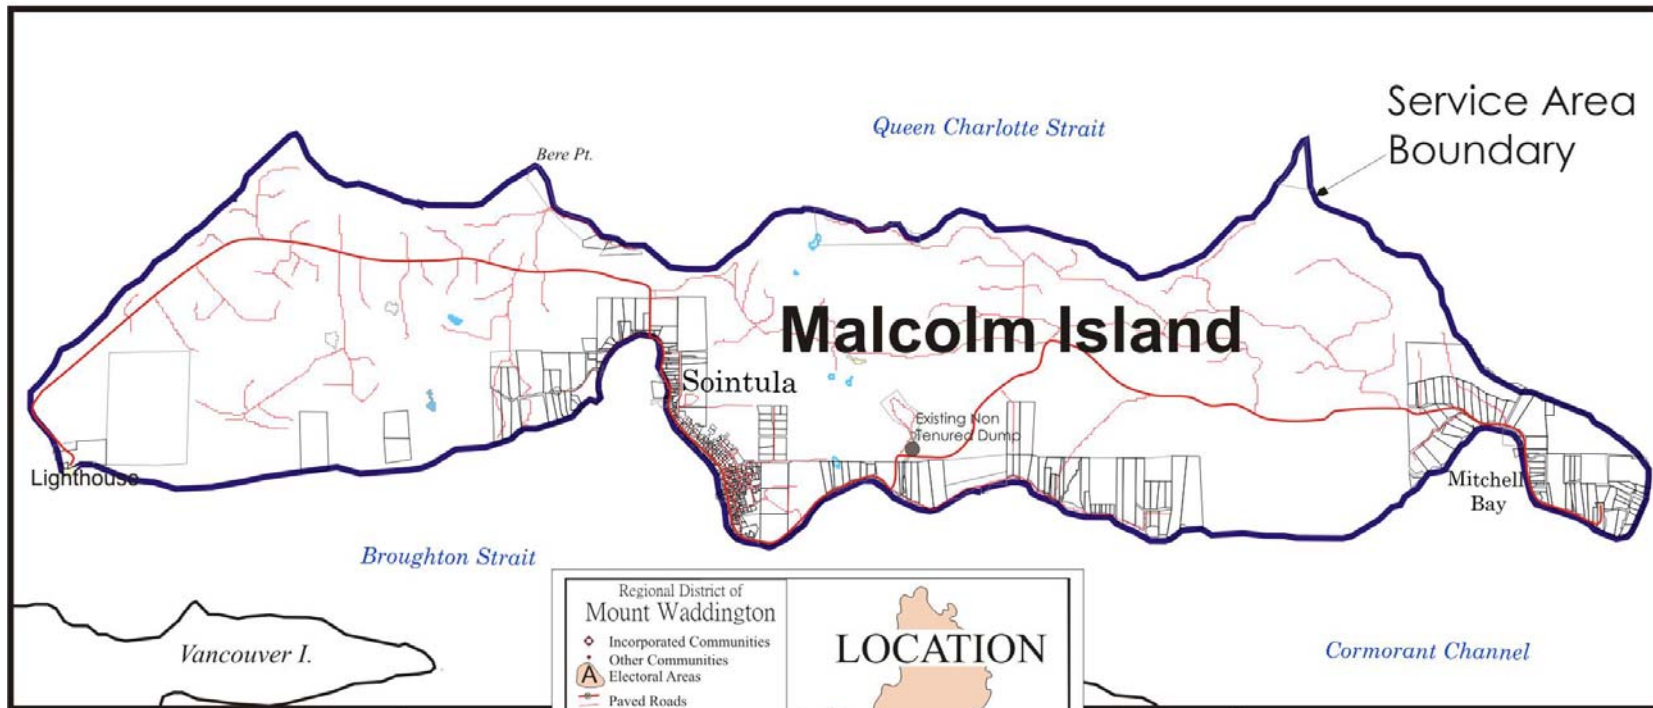 Service Area
Boundary
Queen Charlotte Strait
Bere Pt.
Malcolm Island
Sointula
Existing Non
Tenured Dump
Lighthouse
Mitchell
Bay
Broughton Strait
Vancouver I.
Cormorant Channel
Regional District of
Mount Waddington
Incorporated Communities
Other Communities
A Electoral Areas
Paved Roads
LOCATION